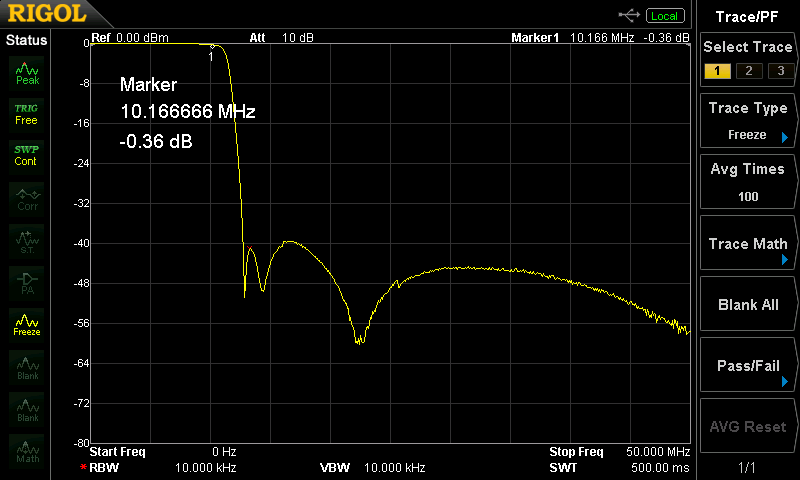 RIGOL
Local
Trace/PF
Status
Ref 0.00 dBm Att 10 dB Marker1 10.166 MHz -0.36 dB
Select Trace
1 2 3
Peak
TRIG
Free
SWP
Cont
Corr
S.T.
PA
Freeze
Blank
Blank
Math
0
-8
-16
-24
-32
-40
-48
-56
-64
-72
-80
1
Marker
10.166666 MHz
-0.36 dB
Trace Type
Freeze
Avg Times
100
Trace Math
Blank All
Pass/Fail
AVG Reset
1/1
Start Freq 0 Hz Stop Freq 50.000 MHz
RBW 10.000 kHz VBW 10.000 kHz SWT 500.00 ms